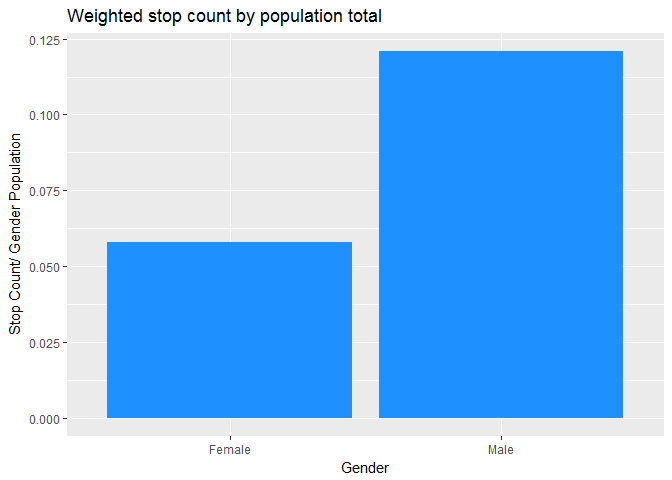 Weighted stop count by population total
0.125
0.100
0.075
0.050
0.025
0.000
Stop Count/ Gender Population
Female Male
Gender